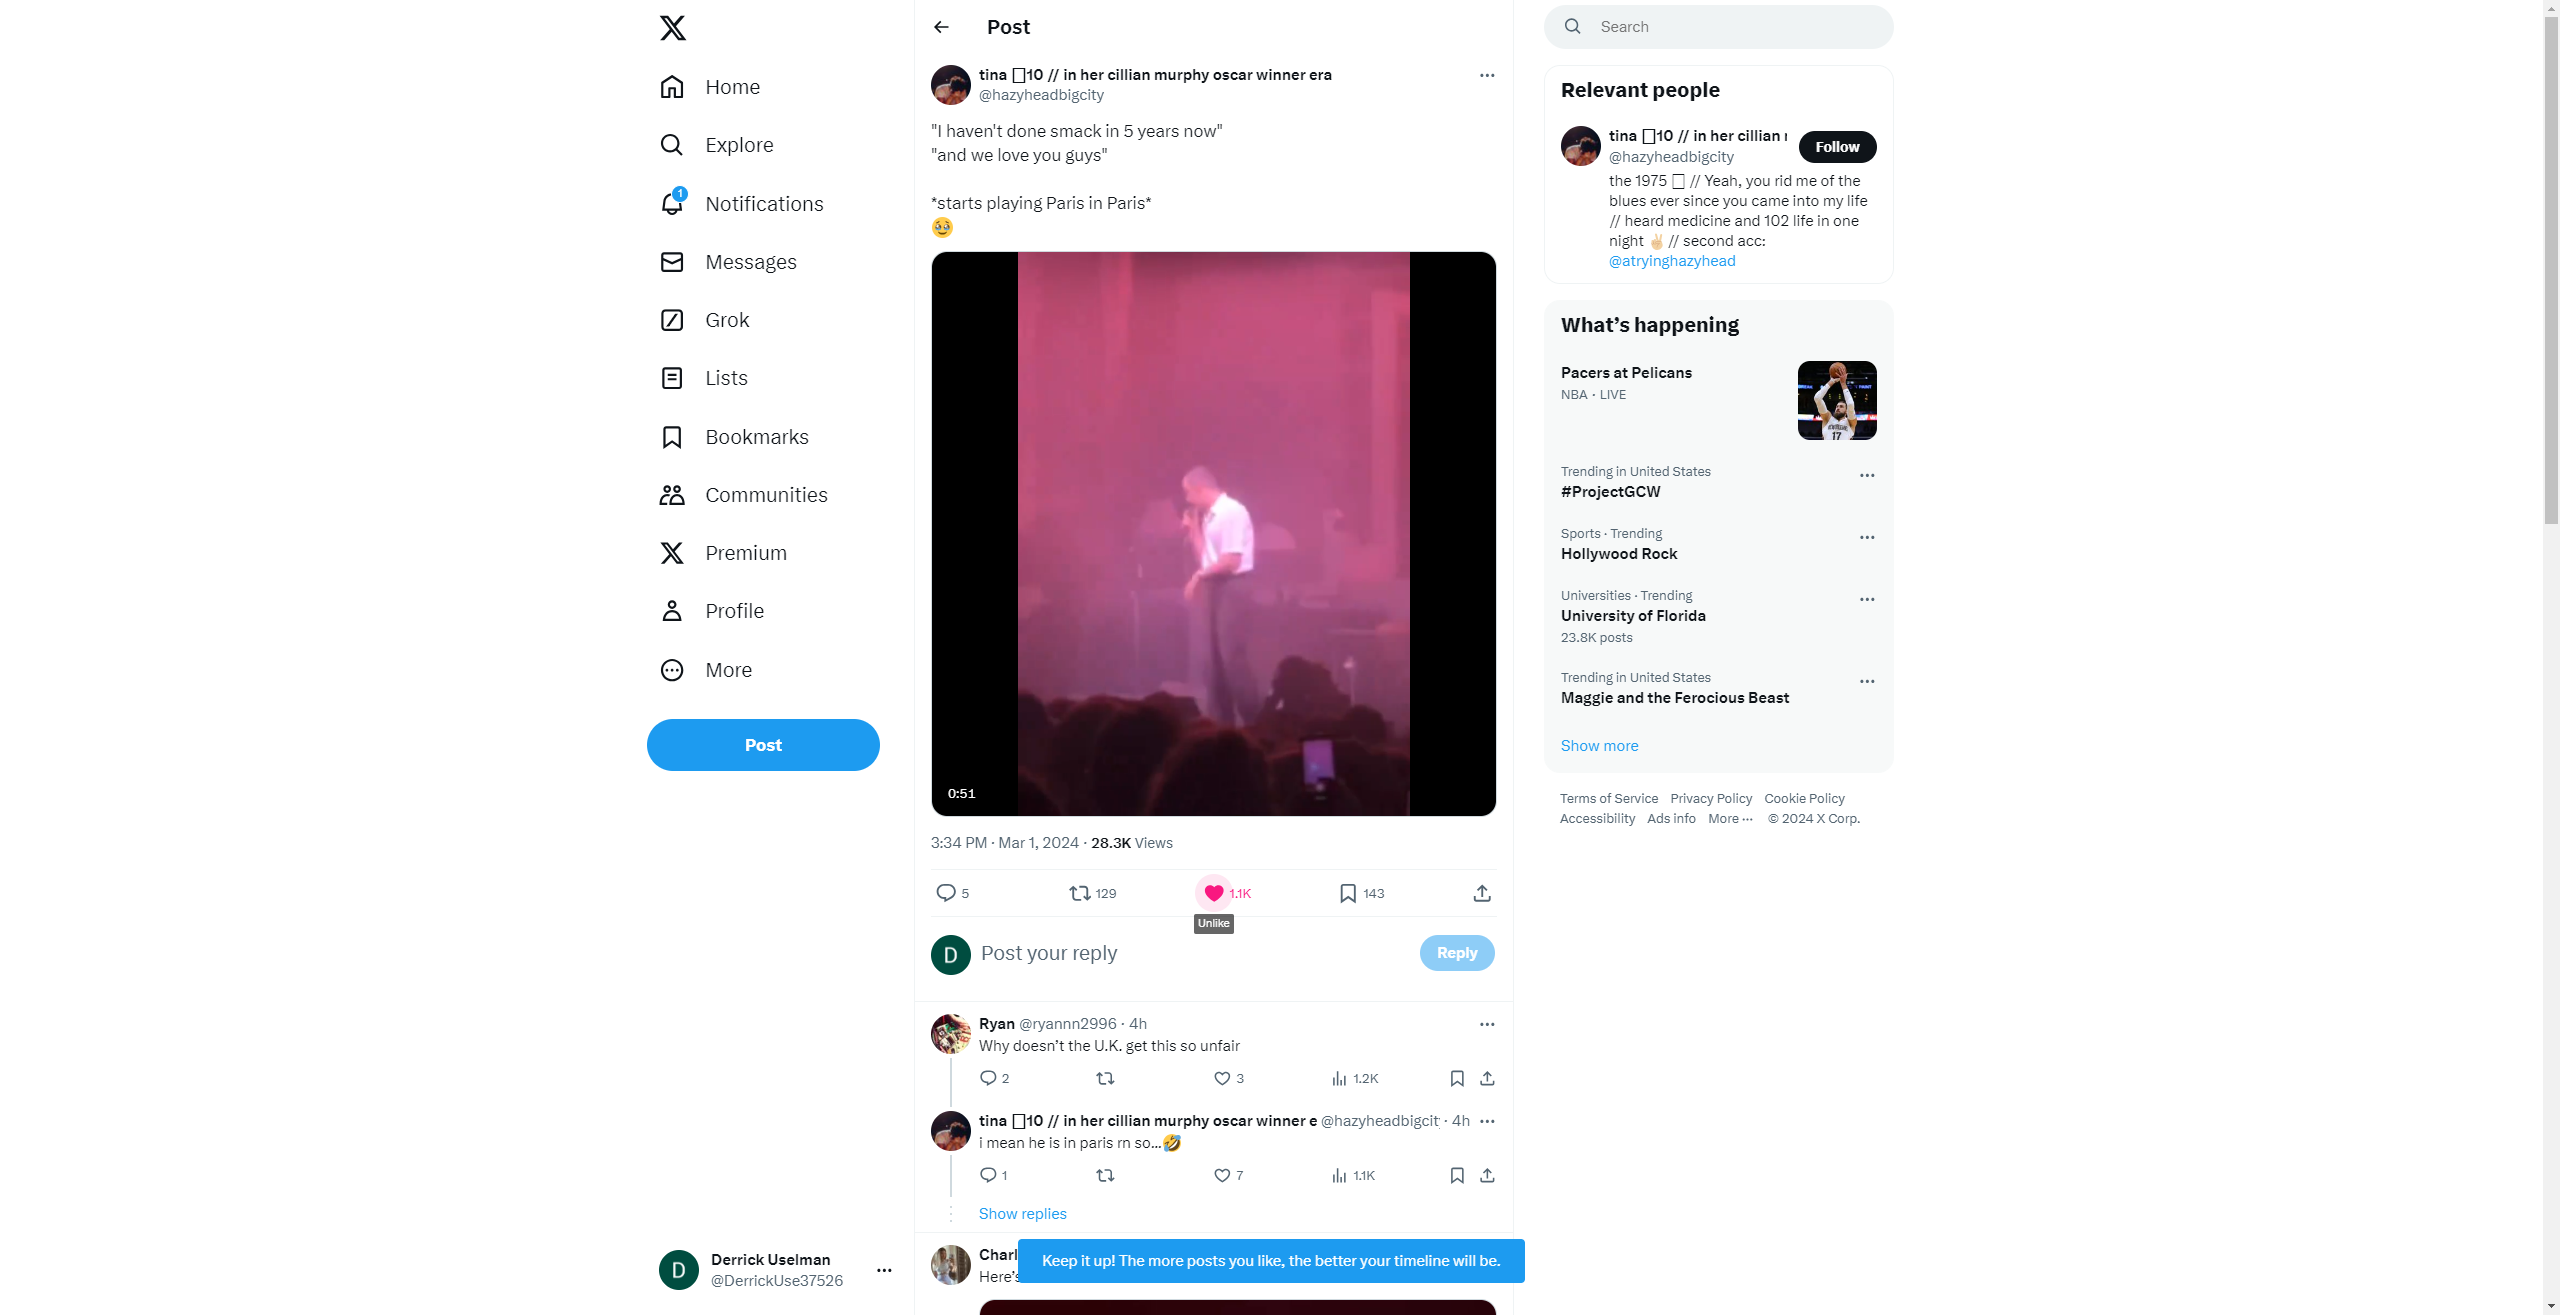 Home
Explore
1
Notifications
Messages
Grok
Lists
Bookmarks
Communities
Premium
Profile
More
Post
Derrick Uselman
@DerrickUse37526
D
Post
tina 10 // in her cillian murphy oscar winner era
@hazyheadbigcity
"I haven't done smack in 5 years now"
"and we love you guys"
*starts playing Paris in Paris*
0:51
3:34 PM · Mar 1, 2024 · 28.3K Views
5 129 1.1K 143
Unlike
D Post your reply Reply
Ryan @ryannn2996 · 4h
Why doesn’t the U.K. get this so unfair
2 3 1.2K
tina 10 // in her cillian murphy oscar winner e @hazyheadbigcit · 4h
i mean he is in paris rn so...
1 7 1.1K
Show replies
Charl
Here’s
Keep it up! The more posts you like, the better your timeline will be.
Search
Relevant people
tina 10 // in her cillian
@hazyheadbigcity
Follow
the 1975 // Yeah, you rid me of the
blues ever since you came into my life
// heard medicine and 102 life in one
night // second acc:
@atryinghazyhead
What’s happening
Pacers at Pelicans
NBA · LIVE
17
Trending in United States
#ProjectGCW
Sports · Trending
Hollywood Rock
Universities · Trending
University of Florida
23.8K posts
Trending in United States
Maggie and the Ferocious Beast
Show more
Terms of Service Privacy Policy Cookie Policy
Accessibility Ads info More ··· © 2024 X Corp.